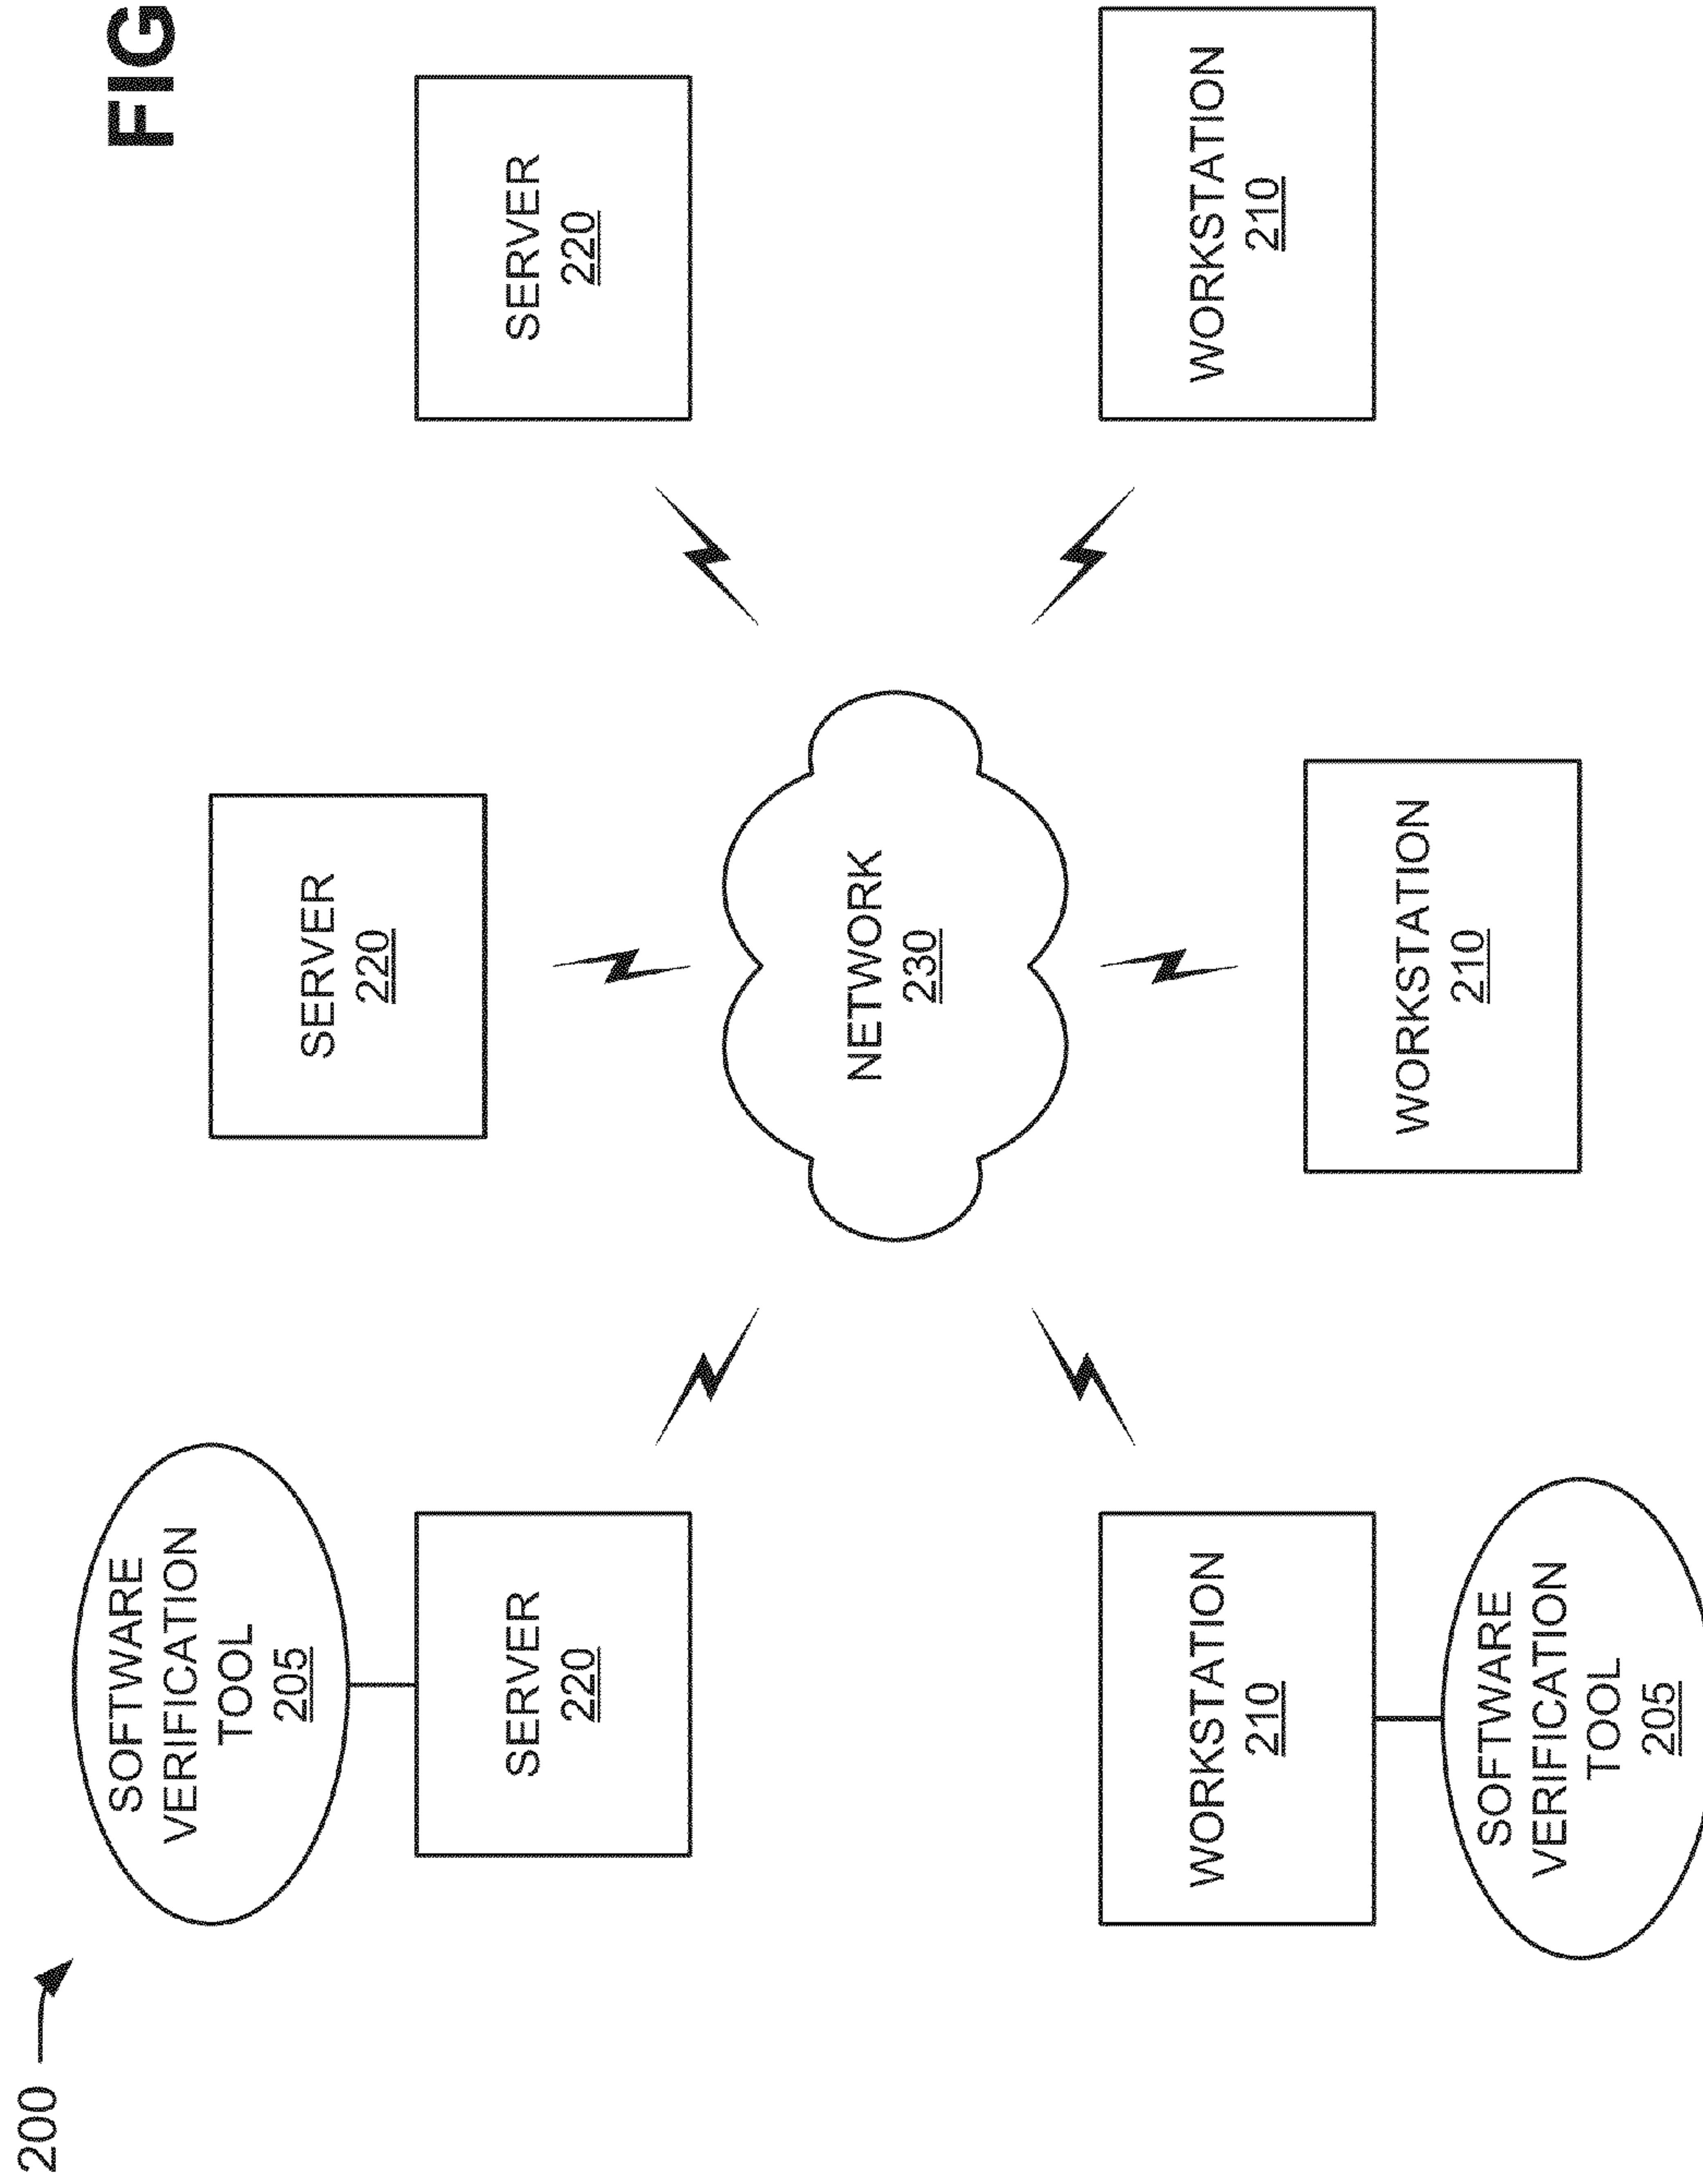 FIG
200
SOFTWARE
VERIFICATION
TOOL
205
SERVER
220
SERVER
220
SERVER
220
NETWORK
230
WORKSTATION
210
WORKSTATION
210
WORKSTATION
210
SOFTWARE
VERIFICATION
TOOL
205